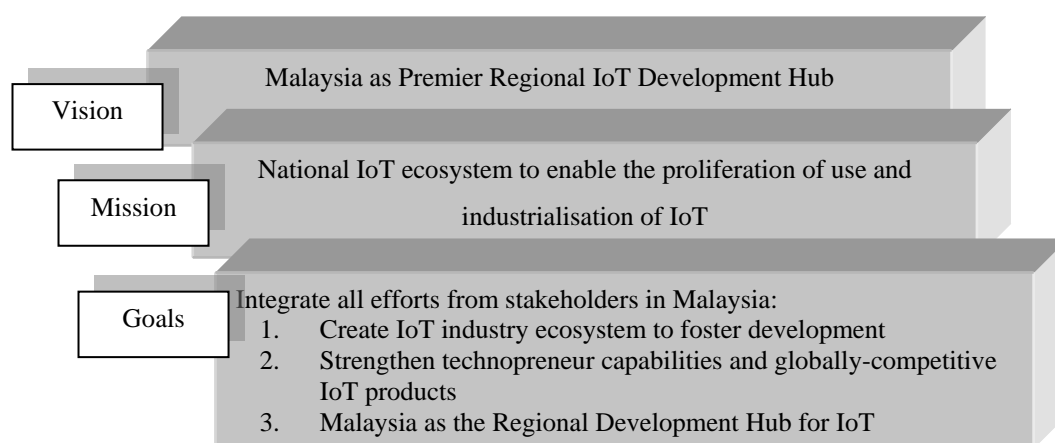 Vision
Malaysia as Premier Regional IoT Development Hub
Mission
National IoT ecosystem to enable the proliferation of use and
industrialisation of IoT
Goals
Integrate all efforts from stakeholders in Malaysia:
1. Create IoT industry ecosystem to foster development
2. Strengthen technopreneur capabilities and globally-competitive
IoT products
3. Malaysia as the Regional Development Hub for IoT